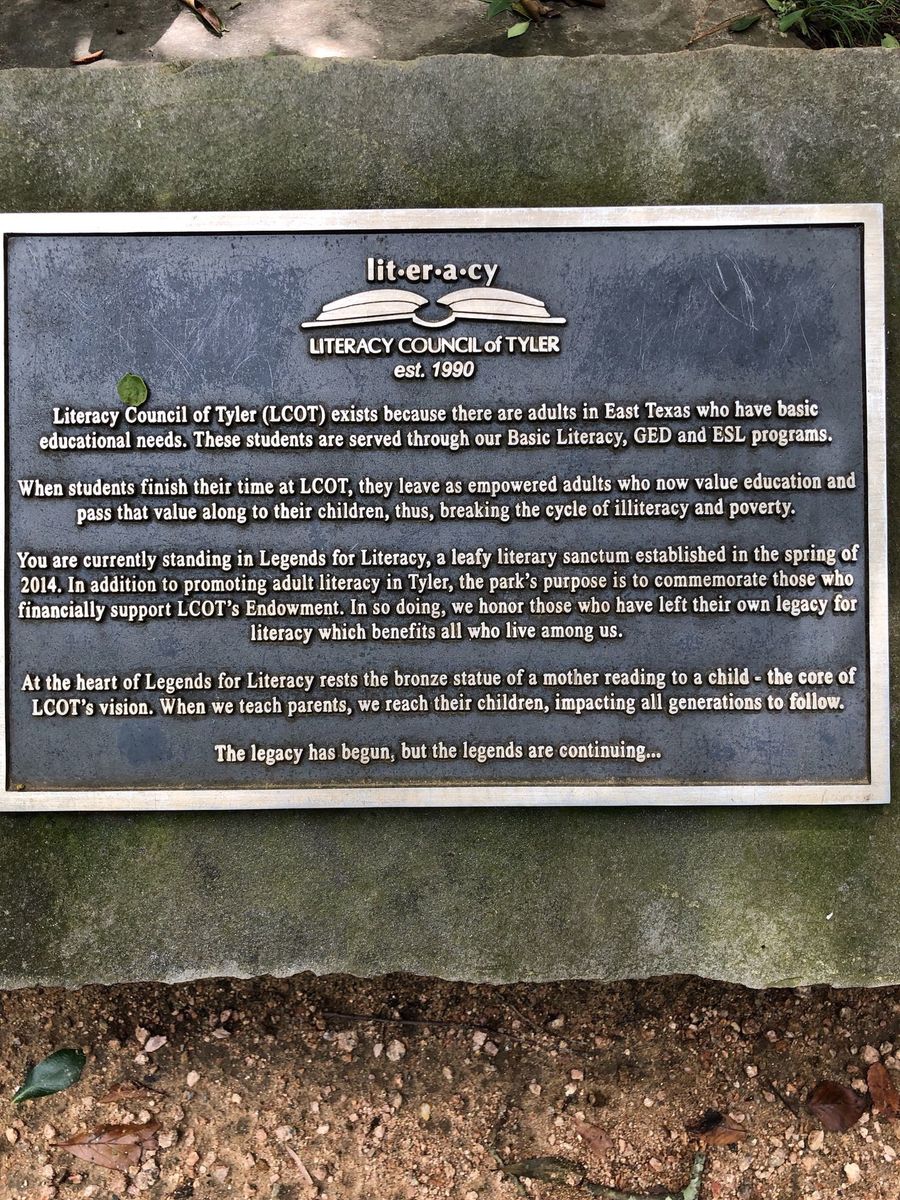 lit·er·a·cy
LITERACY COUNCIL of TYLER
est. 1990
Literacy Council of Tyler (LCOT) exists because there are adults in East Texas who have basic
educational needs. These students are served through our Basic Literacy, GED and ESL programs.
When students finish their time at LCOT, they leave as empowered adults who now value education and
pass that value along to their children, thus, breaking the cycle of illiteracy and poverty.
You are currently standing in Legends for Literacy, a leafy literary sanctum established in the spring of
2014. In addition to promoting adult literacy in Tyler, the park's purpose is to commemorate those who
financially support LCOT's Endowment. In so doing, we honor those who have left their own legacy for
literacy which benefits all who live among us.
At the heart of Legends for Literacy rests the bronze statue of a mother reading to a child - the core of
LCOT's vision. When we teach parents, we reach their children, impacting all generations to follow.
The legacy has begun, but the legends are continuing...